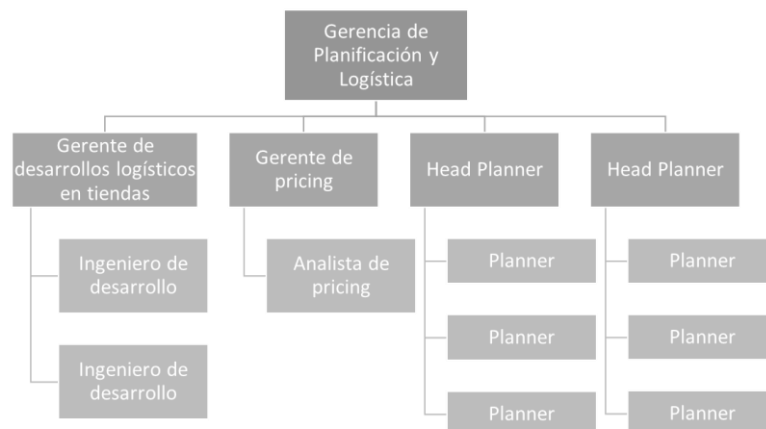 Gerencia de
Planificación y
Logística
Gerente de
desarrollos logísticos
en tiendas
Gerente de
pricing
Head Planner
Head Planner
Ingeniero de
desarrollo
Analista de
pricing
Planner
Planner
Planner
Planner
Ingeniero de
desarrollo
Planner
Planner